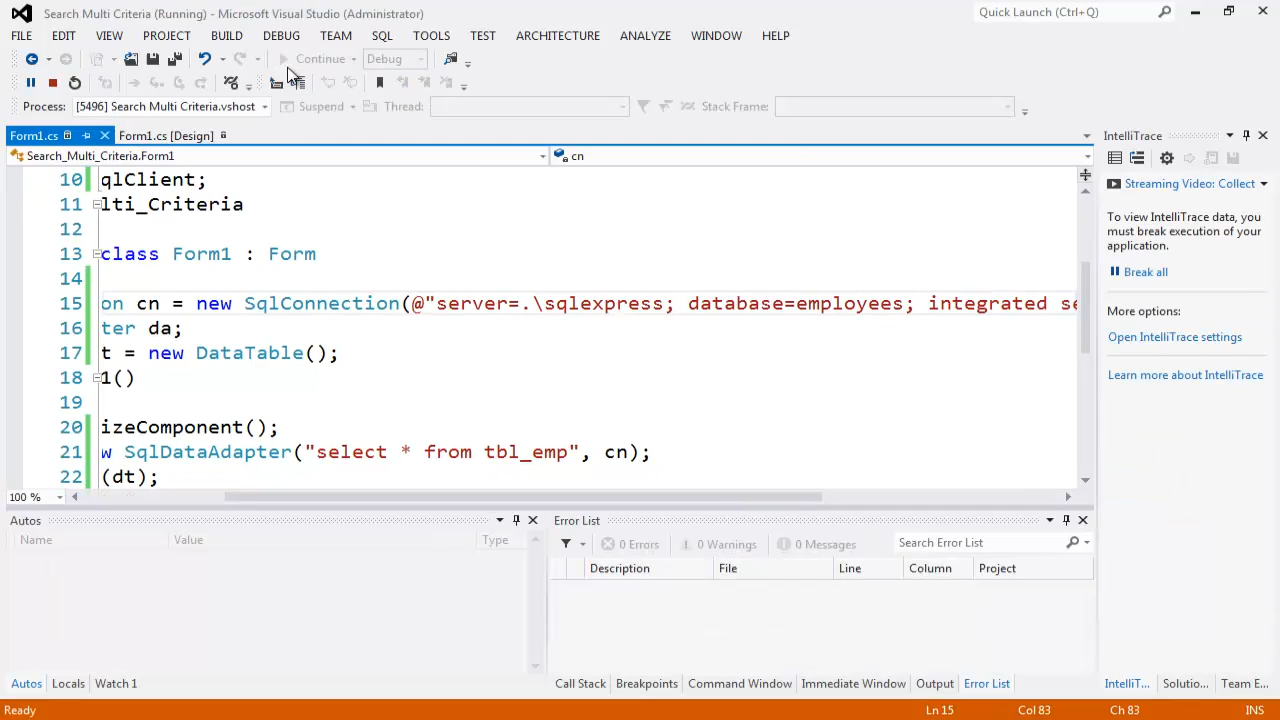 Search Multi Criteria (Running) - Microsoft Visual Studio (Administrator)
Quick Launch (Ctrl+Q)
FILE EDIT VIEW PROJECT BUILD DEBUG TEAM SQL TOOLS TEST ARCHITECTURE ANALYZE WINDOW HELP
Continue Debug
Process: [5496] Search Multi Criteria.vshost Suspend Thread: Stack Frame:
Form1.cs Form1.cs [Design]
Search_Multi_Criteria.Form1 cn
10 qlClient;
11 lti_Criteria
12
13 class Form1 : Form
14
15 on cn = new SqlConnection(@"server=.\sqlexpress; database=employees; integrated se
16 ter da;
17 t = new DataTable();
18 1()
19
20 izeComponent();
21 w SqlDataAdapter("select * from tbl_emp", cn);
22 (dt);
100 %
IntelliTrace
Streaming Video: Collect
To view IntelliTrace data, you
must break execution of your
application.
Break all
More options:
Open IntelliTrace settings
Learn more about IntelliTrace
Autos
Name Value Type
Error List
0 Errors 0 Warnings 0 Messages Search Error List
Description File Line Column Project
Autos Locals Watch 1
Call Stack Breakpoints Command Window Immediate Window Output Error List
IntelliT... Solutio... Team E...
Ready Ln 15 Col 83 Ch 83 INS